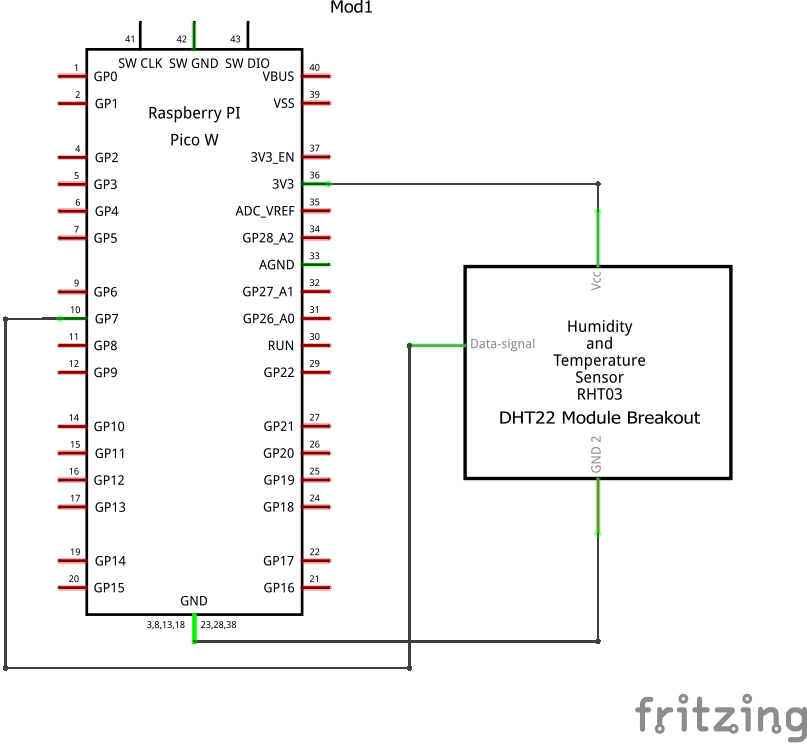 Mod1
41 42 43
SW CLK SW GND SW DIO
1 GP0 VBUS 40
2 GP1 VSS 39
Raspberry PI
Pico W
4 GP2 3V3_EN 37
5 GP3 3V3 36
6 GP4 ADC_VREF 35
7 GP5 GP28_A2 34
AGND 33
9 GP6 GP27_A1 32
10 GP7 GP26_A0 31
11 GP8 RUN 30
12 GP9 GP22 29
14 GP10 GP21 27
15 GP11 GP20 26
16 GP12 GP19 25
17 GP13 GP18 24
19 GP14 GP17 22
20 GP15 GP16 21
GND
3,8,13,18 23,28,38
Vcc
Data-signal
Humidity
and
Temperature
Sensor
RHT03
DHT22 Module Breakout
GND 2
fritzing